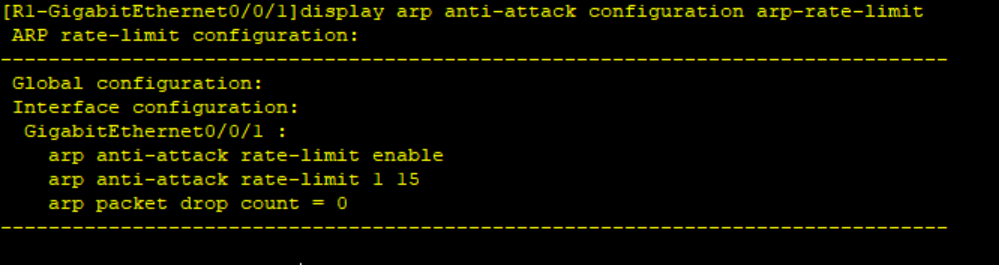 [R1-GigabitEthernet0/0/1]display arp anti-attack configuration arp-rate-limit
ARP rate-limit configuration:
-------------------------------------------------------------------------------
Global configuration:
Interface configuration:
GigabitEthernet0/0/1 :
arp anti-attack rate-limit enable
arp anti-attack rate-limit 1 15
arp packet drop count = 0
-------------------------------------------------------------------------------